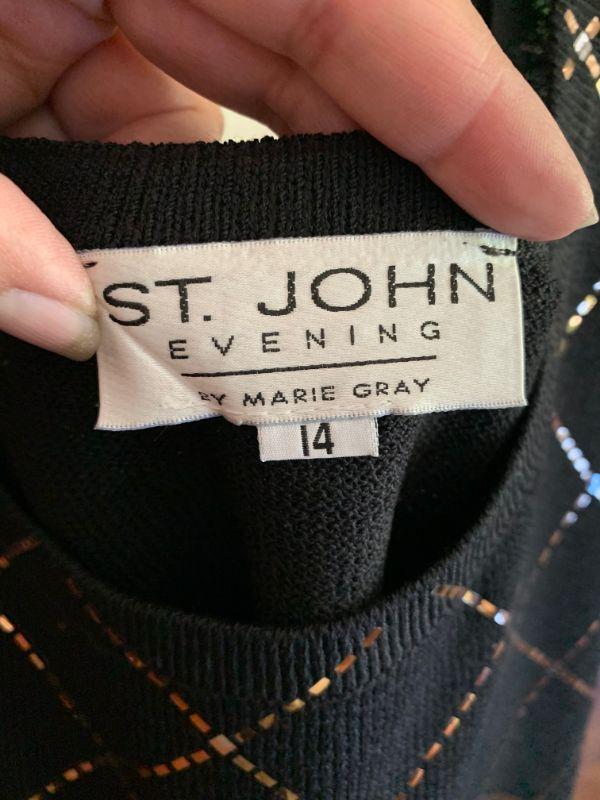 ST. JOHN
EVENING
BY MARIE GRAY
14